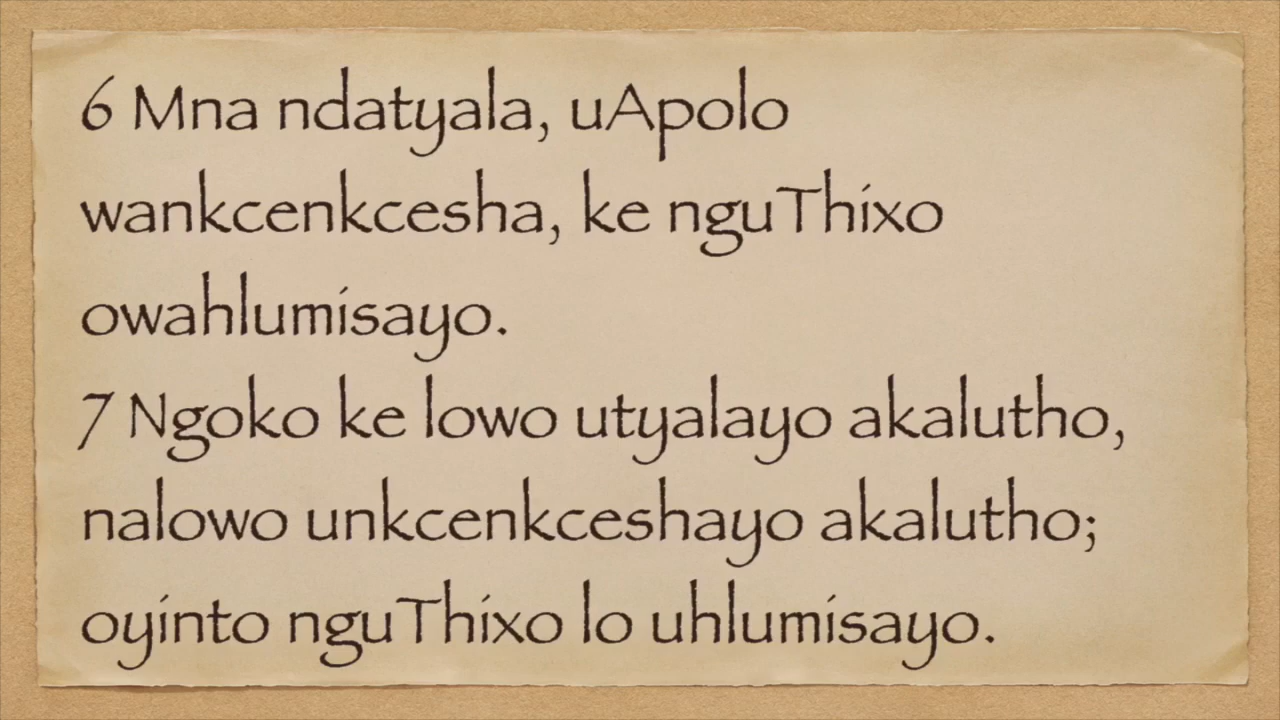 6 Mna ndatyala, uApolo
wankcenkcesha, ke nguThixo
owahlumisayo.
7 Ngoko ke lowo utyalayo akalutho,
nalowo unkcenkceshayo akalutho;
oyinto nguThixo lo uhlumisayo.